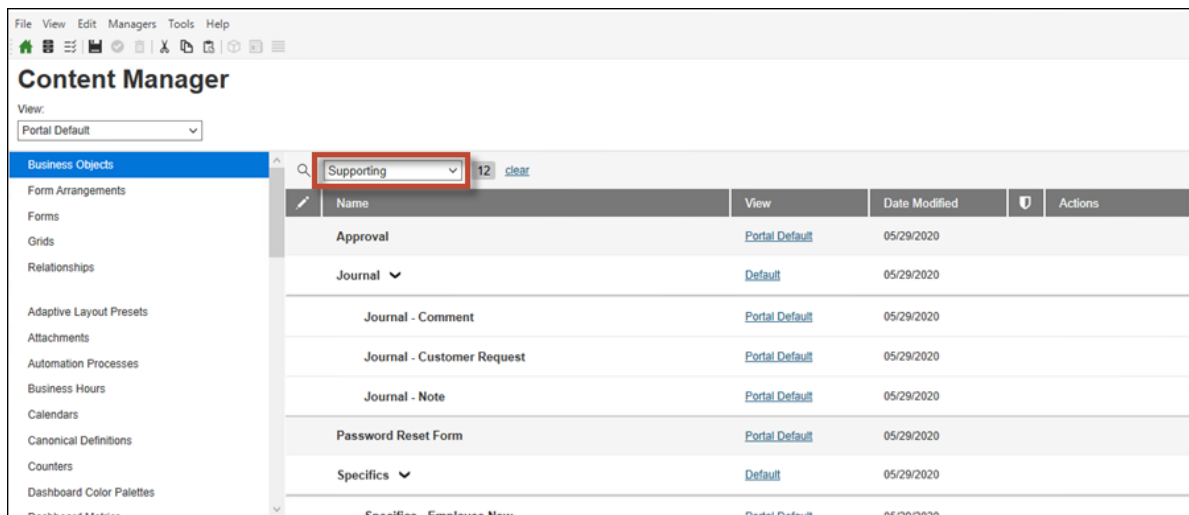 File View Edit Managers Tools Help
Content Manager
View:
Portal Default
Business Objects
Form Arrangements
Forms
Grids
Relationships
Adaptive Layout Presets
Attachments
Automation Processes
Business Hours
Calendars
Canonical Definitions
Counters
Dashboard Color Palettes
Supporting 12 clear
Name View Date Modified Actions
Approval Portal Default 05/29/2020
Journal Default 05/29/2020
Journal - Comment Portal Default 05/29/2020
Journal - Customer Request Portal Default 05/29/2020
Journal - Note Portal Default 05/29/2020
Password Reset Form Portal Default 05/29/2020
Specifics Default 05/29/2020